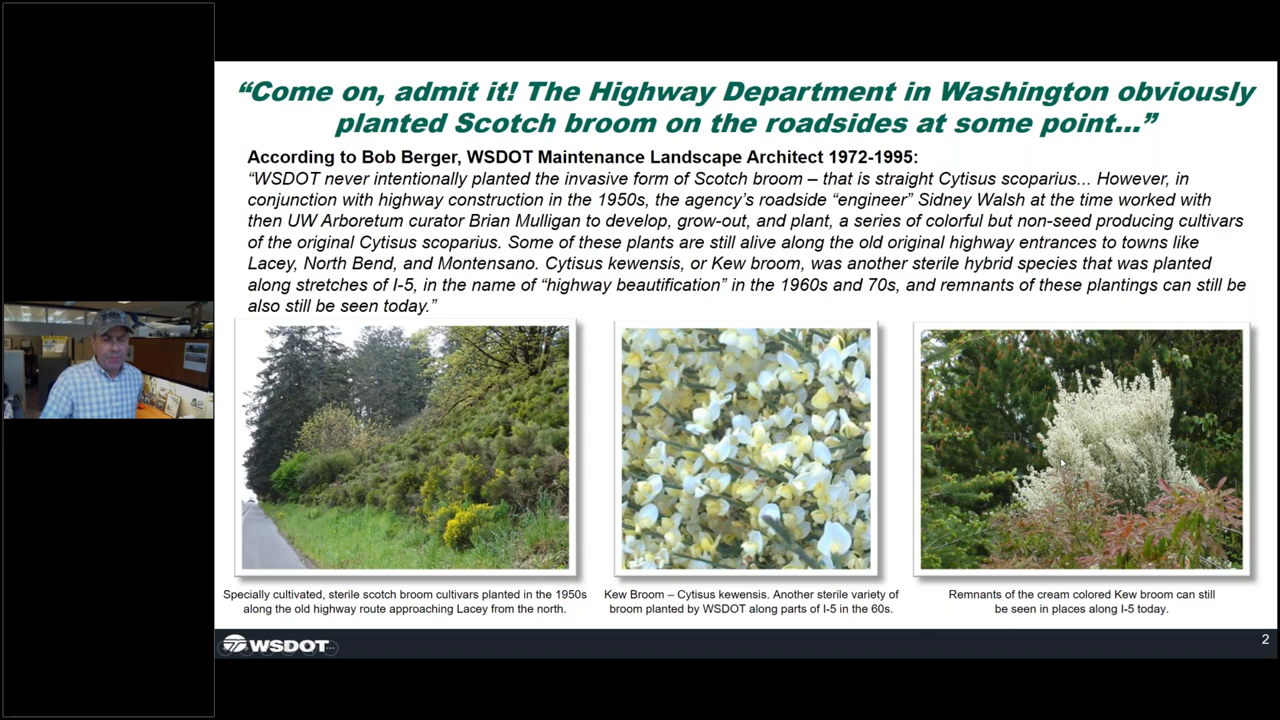 “Come on, admit it! The Highway Department in Washington obviously
planted Scotch broom on the roadsides at some point…”
According to Bob Berger, WSDOT Maintenance Landscape Architect 1972-1995:
“WSDOT never intentionally planted the invasive form of Scotch broom – that is straight Cytisus scoparius... However, in
conjunction with highway construction in the 1950s, the agency’s roadside “engineer” Sidney Walsh at the time worked with
then UW Arboretum curator Brian Mulligan to develop, grow-out, and plant, a series of colorful but non-seed producing cultivars
of the original Cytisus scoparius. Some of these plants are still alive along the old original highway entrances to towns like
Lacey, North Bend, and Montensano. Cytisus kewensis, or Kew broom, was another sterile hybrid species that was planted
along stretches of I-5, in the name of “highway beautification” in the 1960s and 70s, and remnants of these plantings can still be
also still be seen today.”
Specially cultivated, sterile scotch broom cultivars planted in the 1950s
along the old highway route approaching Lacey from the north.
Kew Broom – Cytisus kewensis. Another sterile variety of
broom planted by WSDOT along parts of I-5 in the 60s.
Remnants of the cream colored Kew broom can still
be seen in places along I-5 today.
WSDOT
2